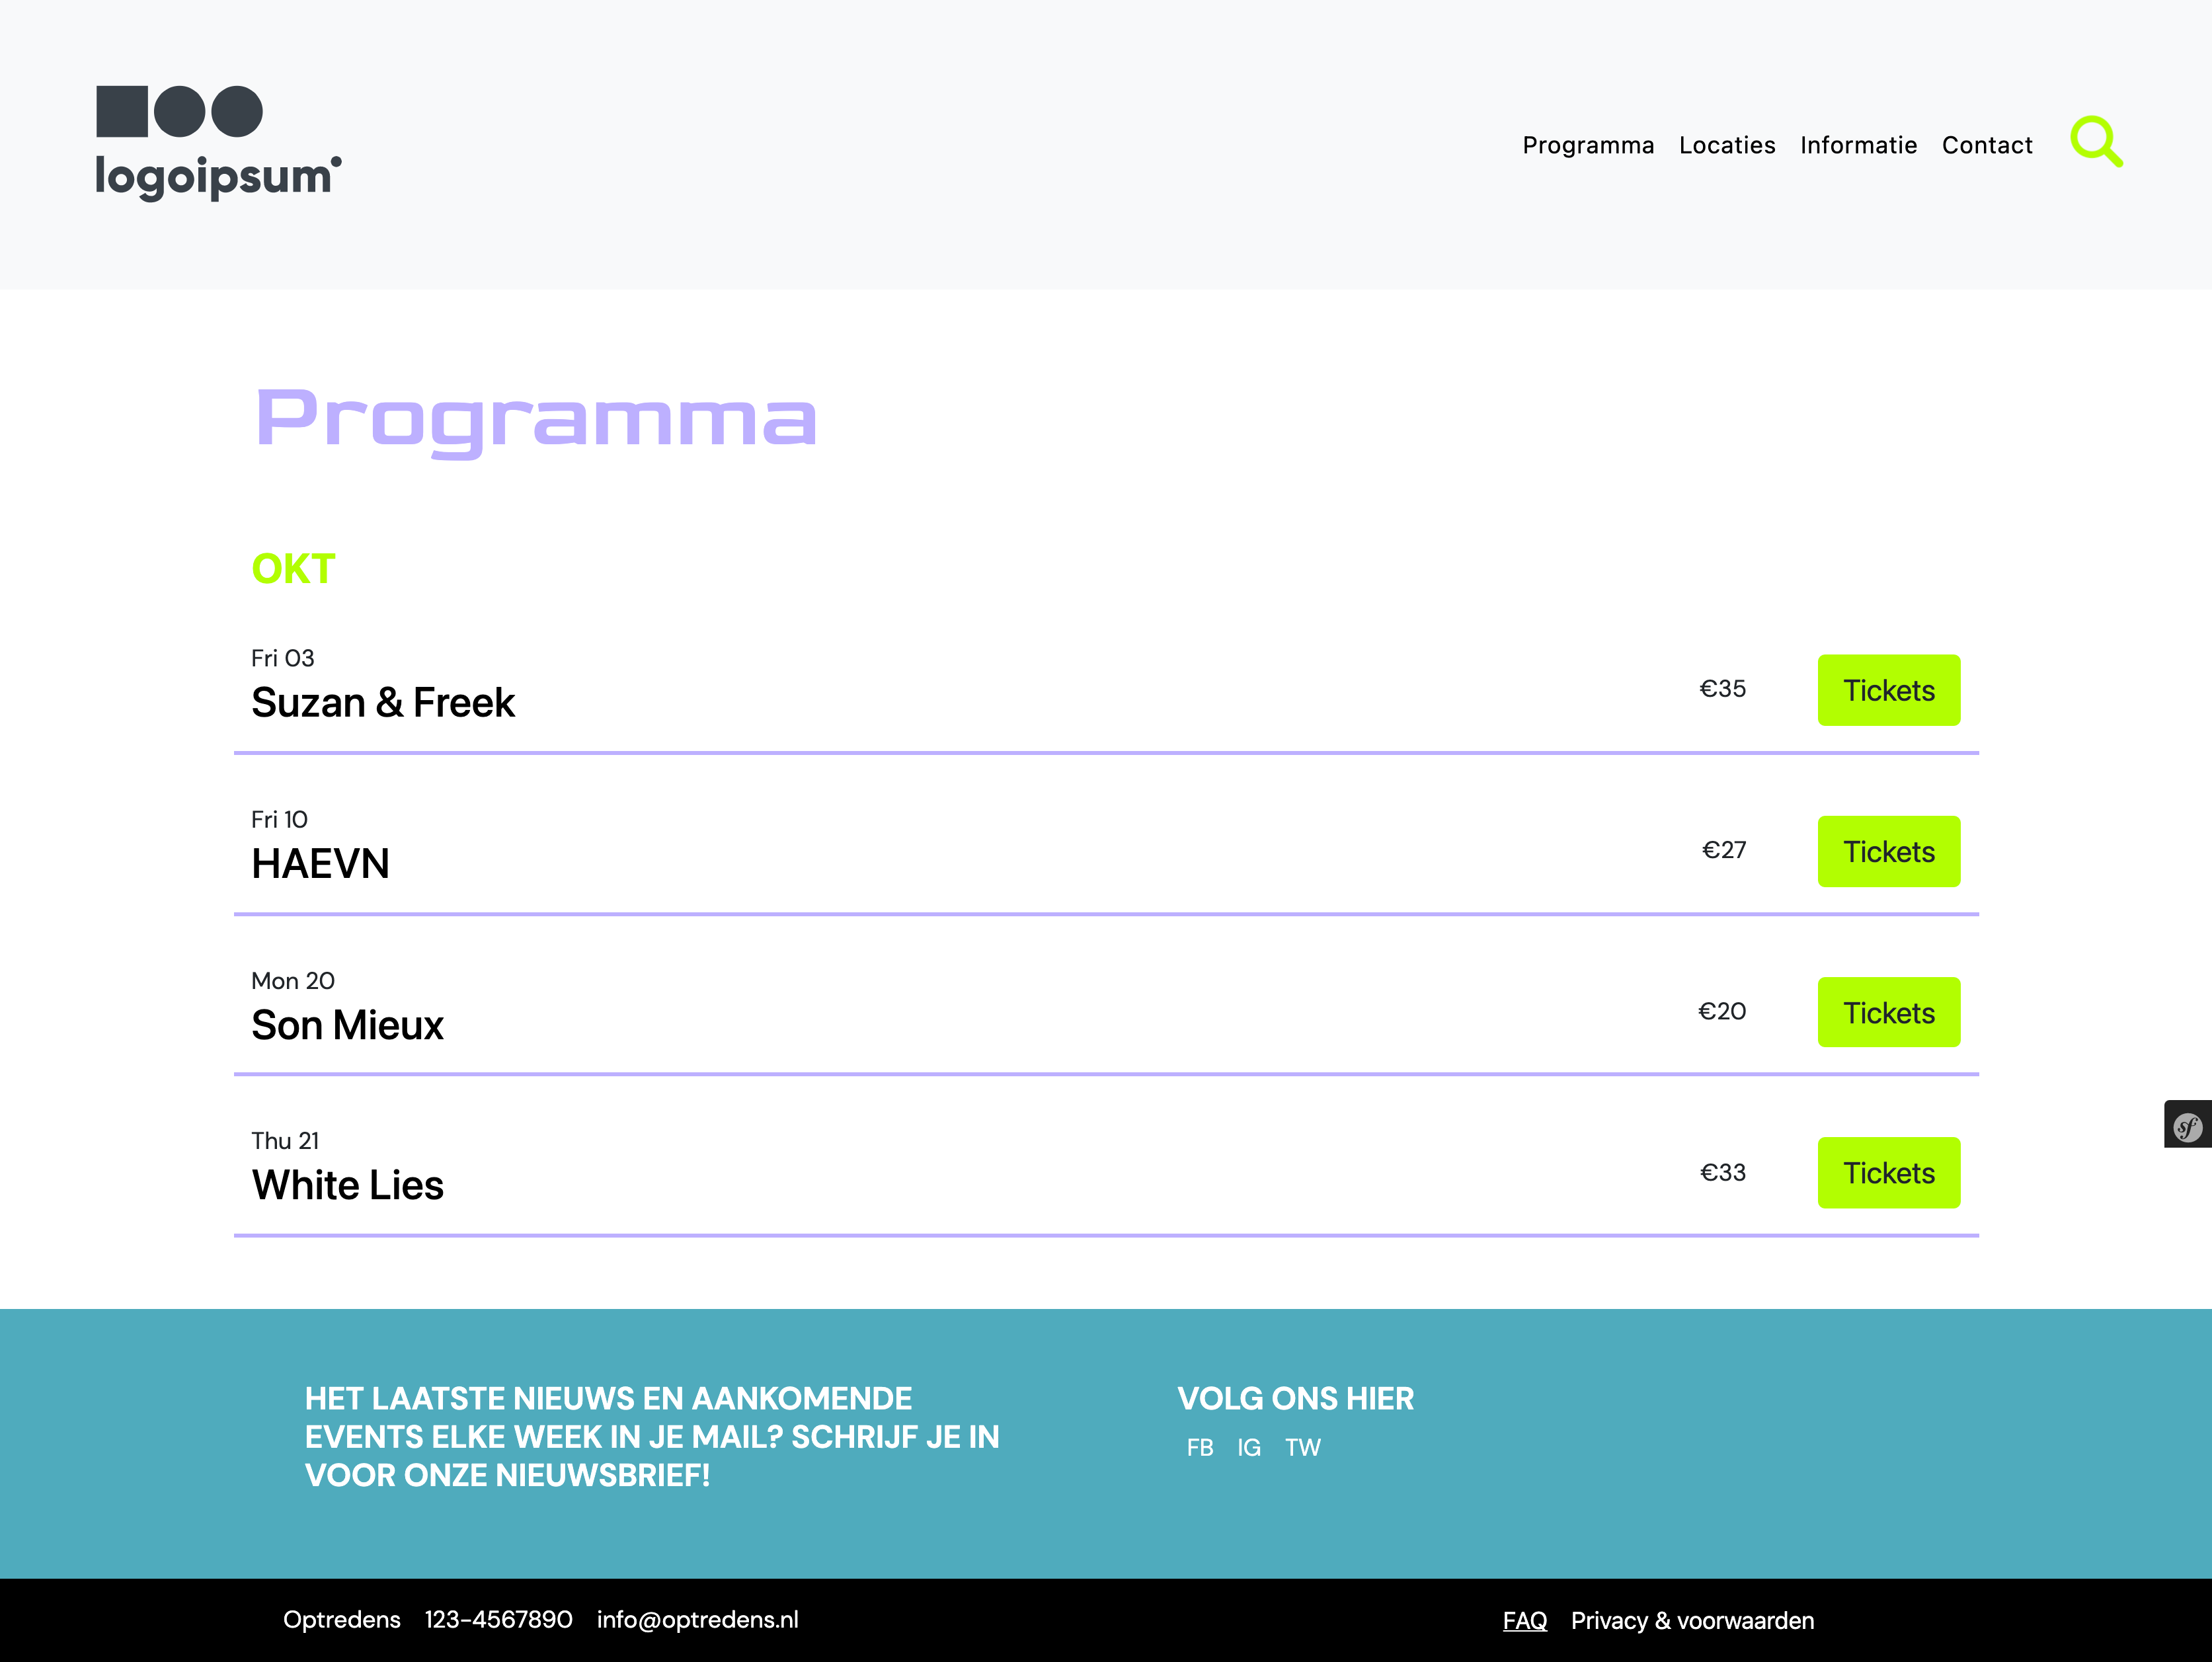 logoipsum
Programma Locaties Informatie Contact
Programma
OKT
Fri 03
Suzan & Freek
€35
Tickets
Fri 10
HAEVN
€27
Tickets
Mon 20
Son Mieux
€20
Tickets
Thu 21
White Lies
€33
Tickets
sf
HET LAATSTE NIEUWS EN AANKOMENDE
EVENTS ELKE WEEK IN JE MAIL? SCHRIJF JE IN
VOOR ONZE NIEUWSBRIEF!
VOLG ONS HIER
FB IG TW
Optredens 123-4567890 info@optredens.nl
FAQ Privacy & voorwaarden